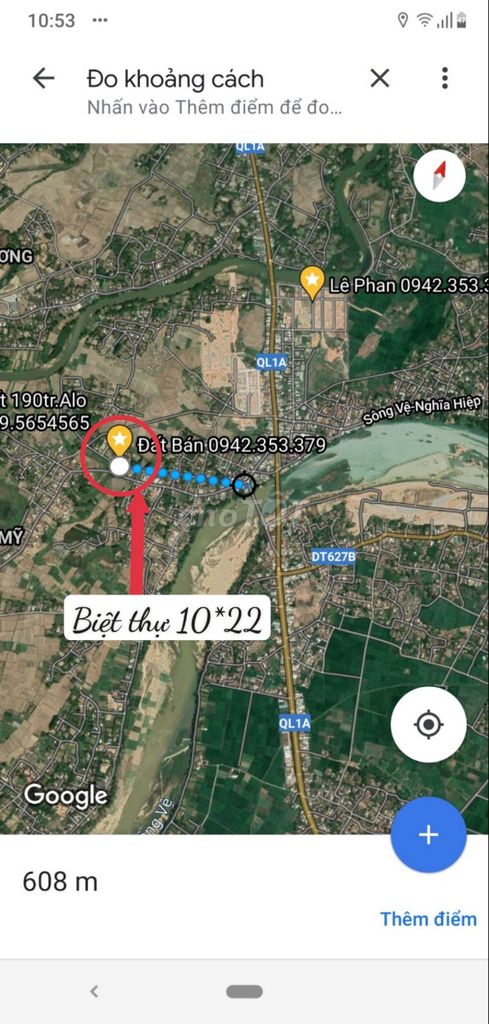 10:53
Đo khoảng cách
Nhấn vào Thêm điểm để đo...
QL1A
ƠNG
Lê Phan 0942.353.3
QL1A
t 190tr.Alo
9.5654565
Sông Vệ-Nghĩa Hiệp
Đất Bán 0942.353.379
MỸ
DT627B
Biệt thự 10*22
QL1A
Google
ng Vệ
608 m
Thêm điểm